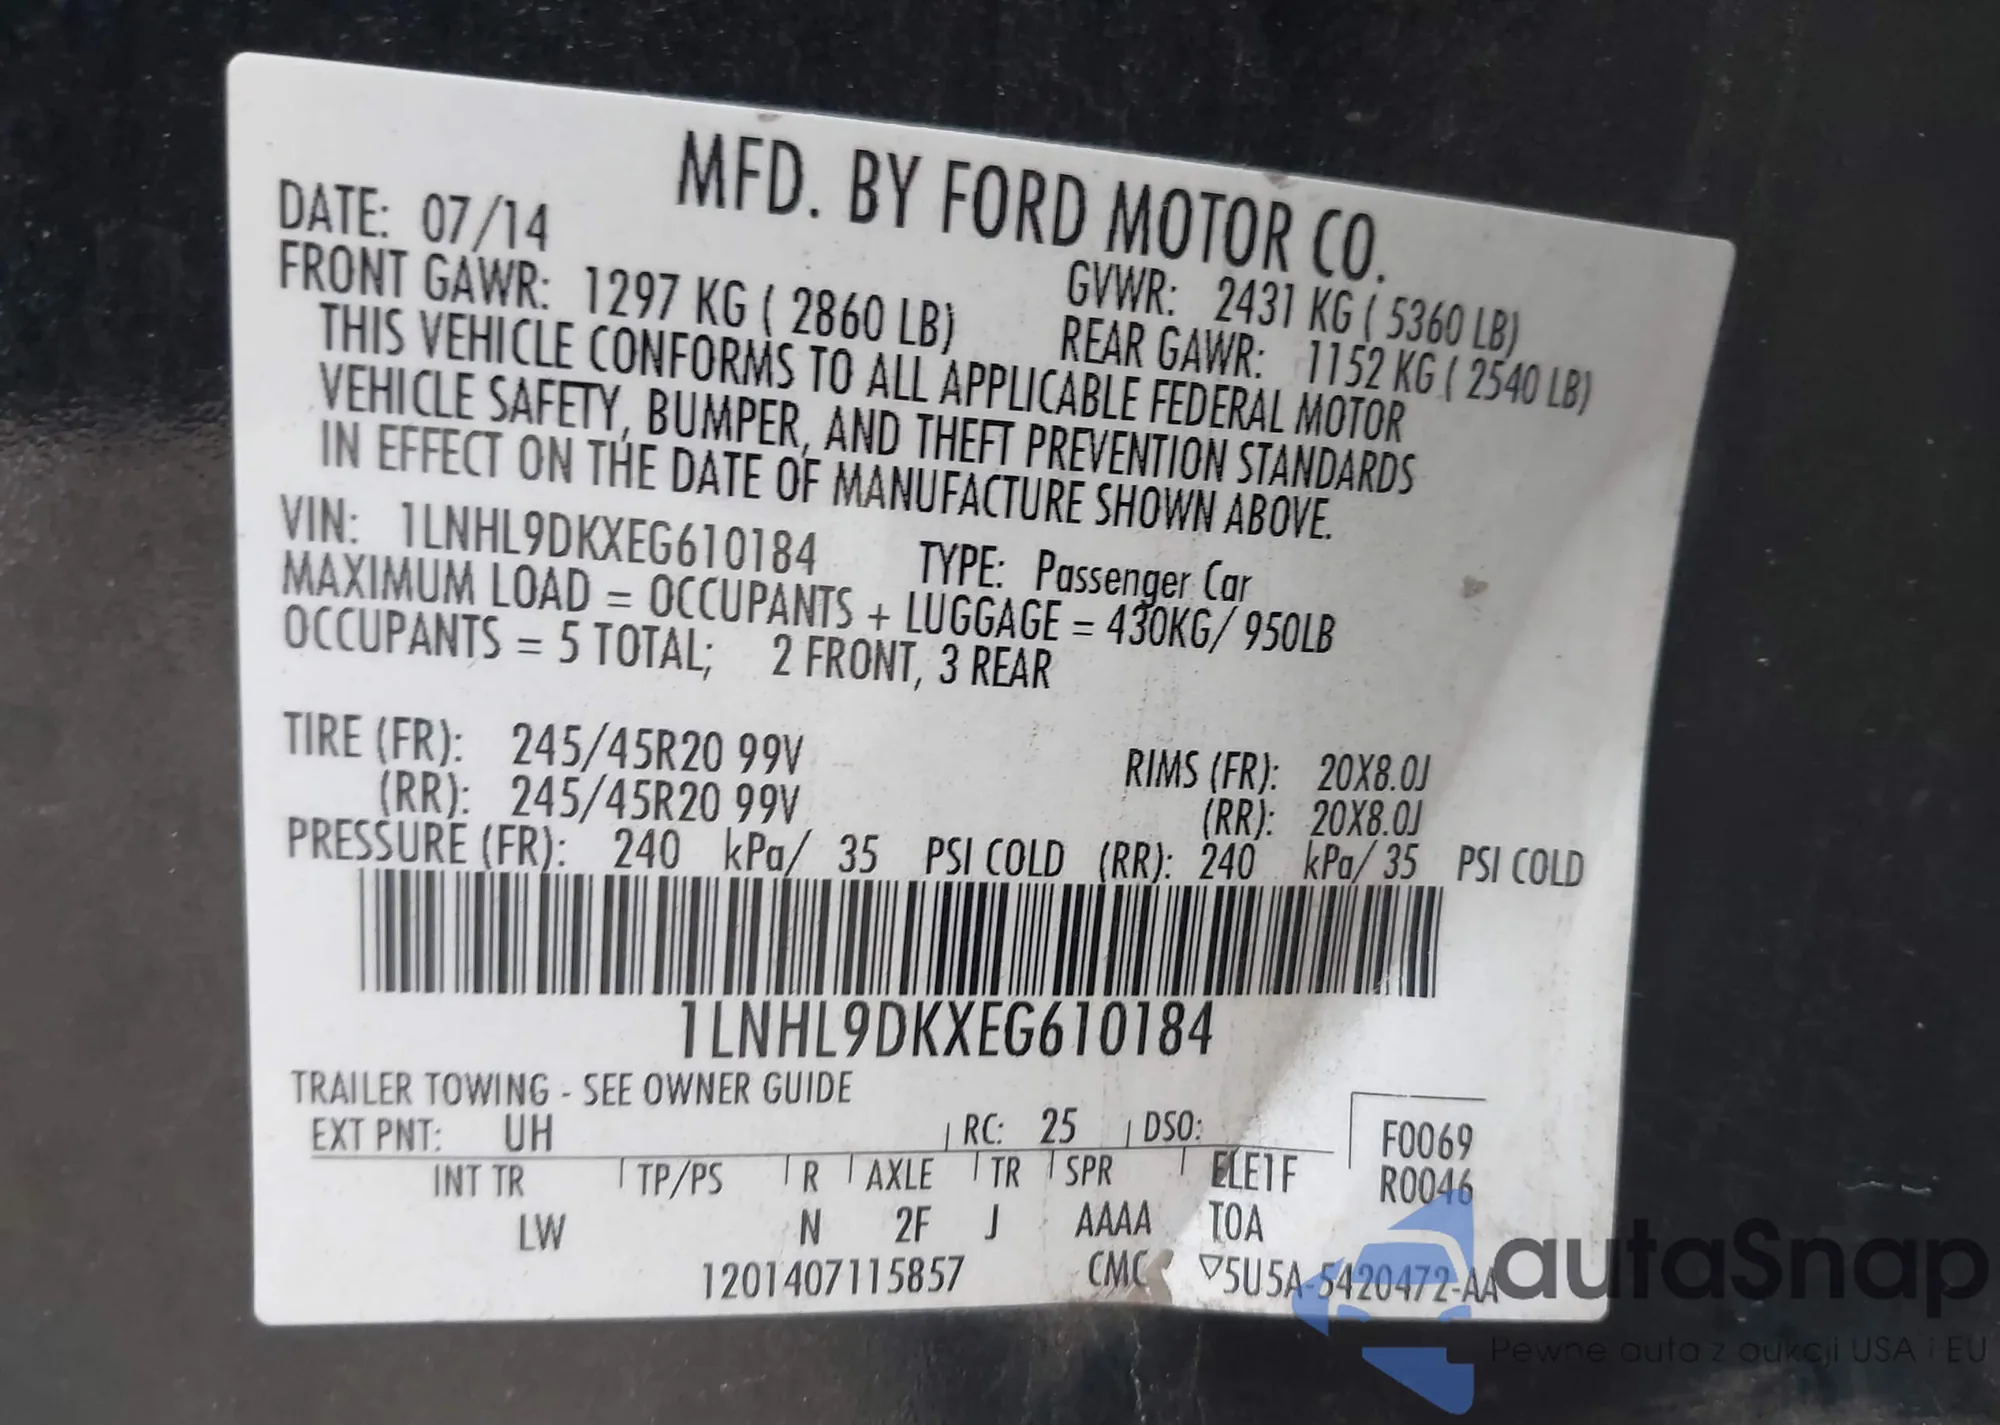 MFD. BY FORD MOTOR CO.
DATE: 07/14 GVWR: 2431 KG ( 5360 LB)
FRONT GAWR: 1297 KG ( 2860 LB) REAR GAWR: 1152 KG ( 2540 LB)
THIS VEHICLE CONFORMS TO ALL APPLICABLE FEDERAL MOTOR
VEHICLE SAFETY, BUMPER, AND THEFT PREVENTION STANDARDS
IN EFFECT ON THE DATE OF MANUFACTURE SHOWN ABOVE.
VIN: 1LNHL9DKXEG610184 TYPE: Passenger Car
MAXIMUM LOAD = OCCUPANTS + LUGGAGE = 430KG/ 950LB
OCCUPANTS = 5 TOTAL; 2 FRONT, 3 REAR
TIRE (FR): 245/45R20 99V RIMS (FR): 20X8.0J
(RR): 245/45R20 99V (RR): 20X8.0J
PRESSURE (FR): 240 kPa/ 35 PSI COLD (RR): 240 kPa/ 35 PSI COLD
1LNHL9DKXEG610184
TRAILER TOWING - SEE OWNER GUIDE
EXT PNT: UH RC: 25 DSO: F0069
INT TR TP/PS R AXLE TR SPR ELE1F R0046
LW N 2F J AAAA TOA
1201407115857 CMC ▽5U5A-5420472-AA
autaSnap
Pewne auta z aukcji USA i EU